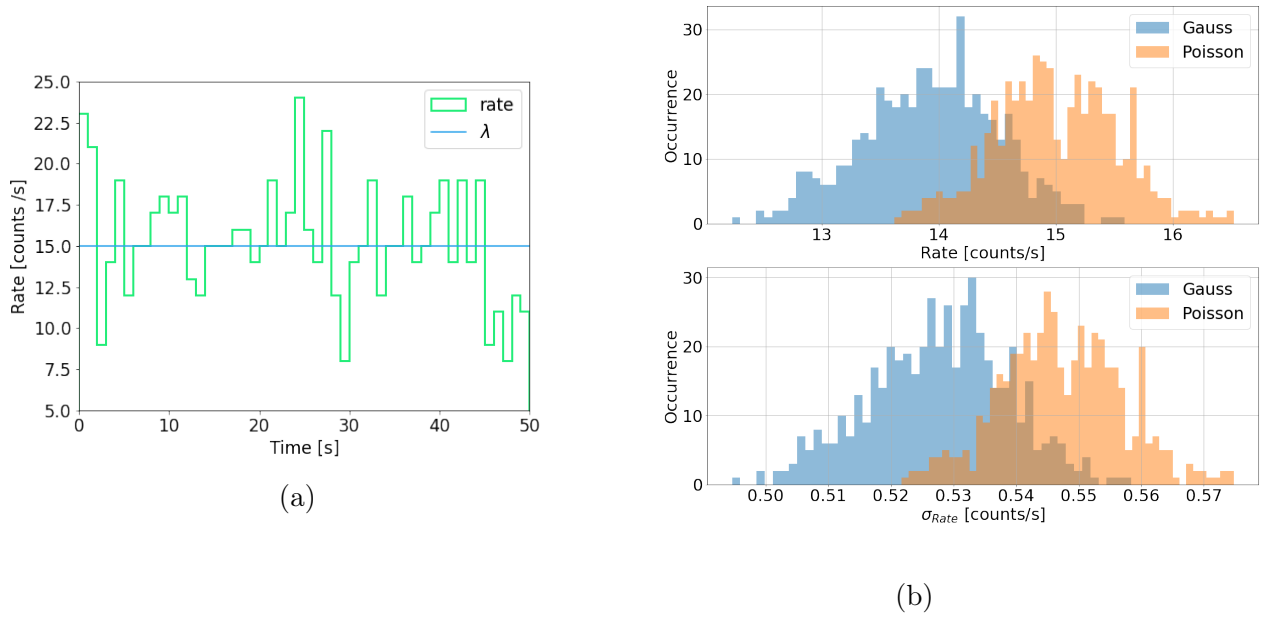 25.0
22.5
20.0
17.5
15.0
12.5
10.0
7.5
5.0
Rate [counts /s]
rate
λ
0 10 20 30 40 50
Time [s]
(a)
30
20
10
0
Occurrence
Gauss
Poisson
13 14 15 16
Rate [counts/s]
30
20
10
0
Occurrence
Gauss
Poisson
0.50 0.51 0.52 0.53 0.54 0.55 0.56 0.57
σRate [counts/s]
(b)